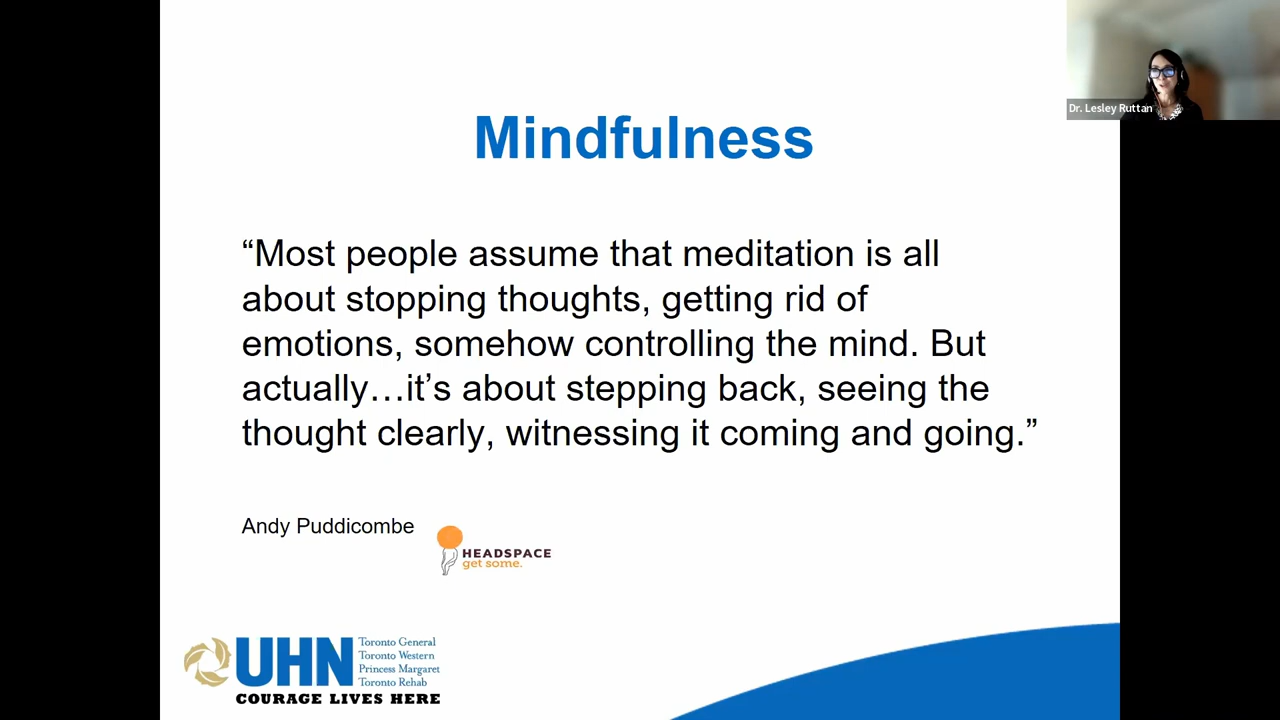 Dr. Lesley Ruttan
Mindfulness
“Most people assume that meditation is all
about stopping thoughts, getting rid of
emotions, somehow controlling the mind. But
actually…it’s about stepping back, seeing the
thought clearly, witnessing it coming and going.”
Andy Puddicombe
HEADSPACE
get some.
UHN
Toronto General
Toronto Western
Princess Margaret
Toronto Rehab
COURAGE LIVES HERE